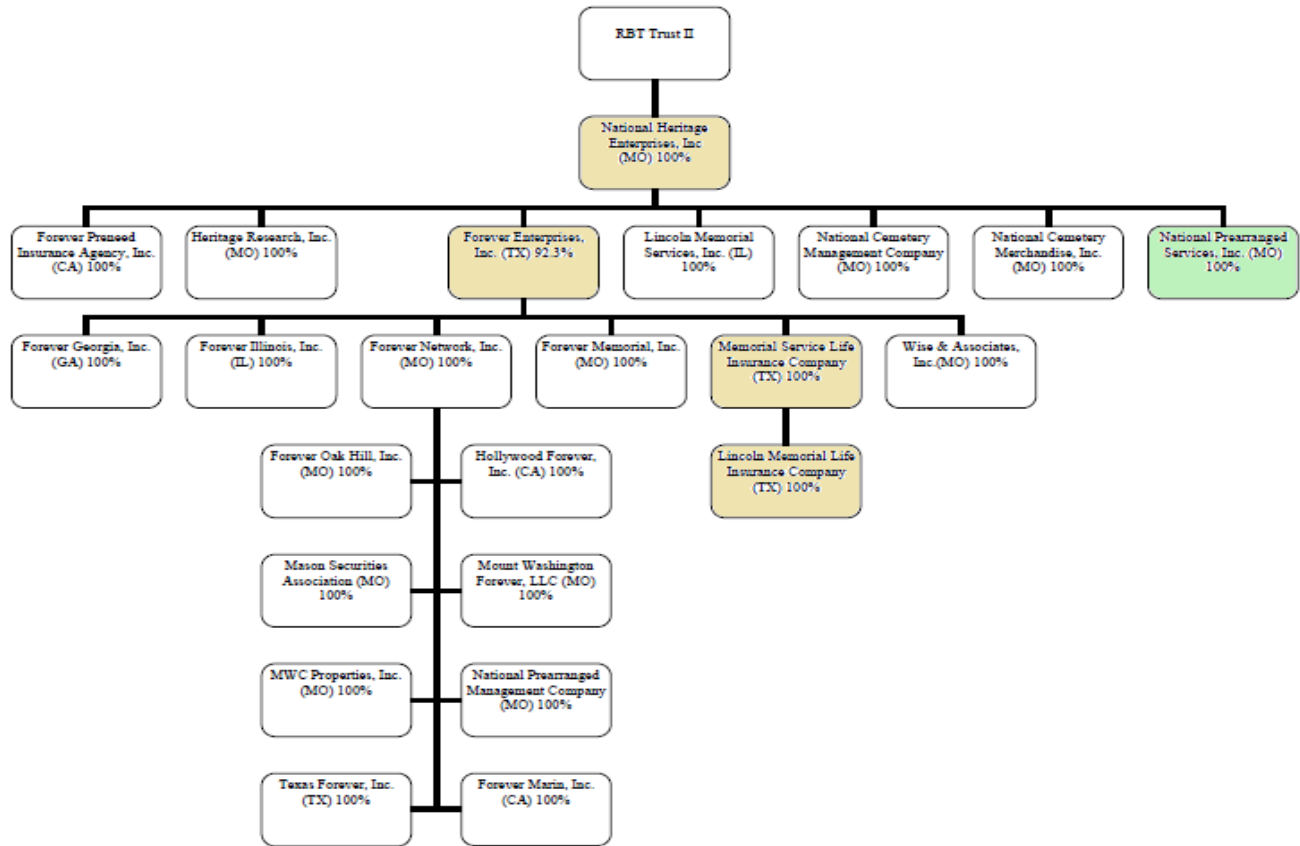 RBT Trust II
National Heritage
Enterprises, Inc
(MO) 100%
Forever Preneed
Insurance Agency, Inc.
(CA) 100%
Heritage Research, Inc.
(MO) 100%
Forever Enterprises,
Inc. (TX) 92.3%
Lincoln Memorial
Services, Inc. (IL)
100%
National Cemetery
Management Company
(MO) 100%
National Cemetery
Merchandise, Inc.
(MO) 100%
National Prearranged
Services, Inc. (MO)
100%
Forever Georgia, Inc.
(GA) 100%
Forever Illinois, Inc.
(IL) 100%
Forever Network, Inc.
(MO) 100%
Forever Memorial, Inc.
(MO) 100%
Memorial Service Life
Insurance Company
(TX) 100%
Wise & Associates,
Inc.(MO) 100%
Forever Oak Hill, Inc.
(MO) 100%
Hollywood Forever,
Inc. (CA) 100%
Lincoln Memorial Life
Insurance Company
(TX) 100%
Mason Securities
Association (MO)
100%
Mount Washington
Forever, LLC (MO)
100%
MWC Properties, Inc.
(MO) 100%
National Prearranged
Management Company
(MO) 100%
Texas Forever, Inc.
(TX) 100%
Forever Marin, Inc.
(CA) 100%